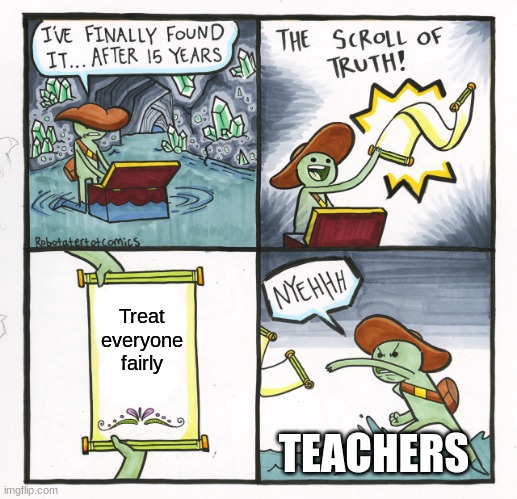 I'VE FINALLY FOUND
IT... AFTER 15 YEARS
THE SCROLL OF
TRUTH!
Robotatertotcomics
Treat
everyone
fairly
NYEHHH
TEACHERS
imgflip.com